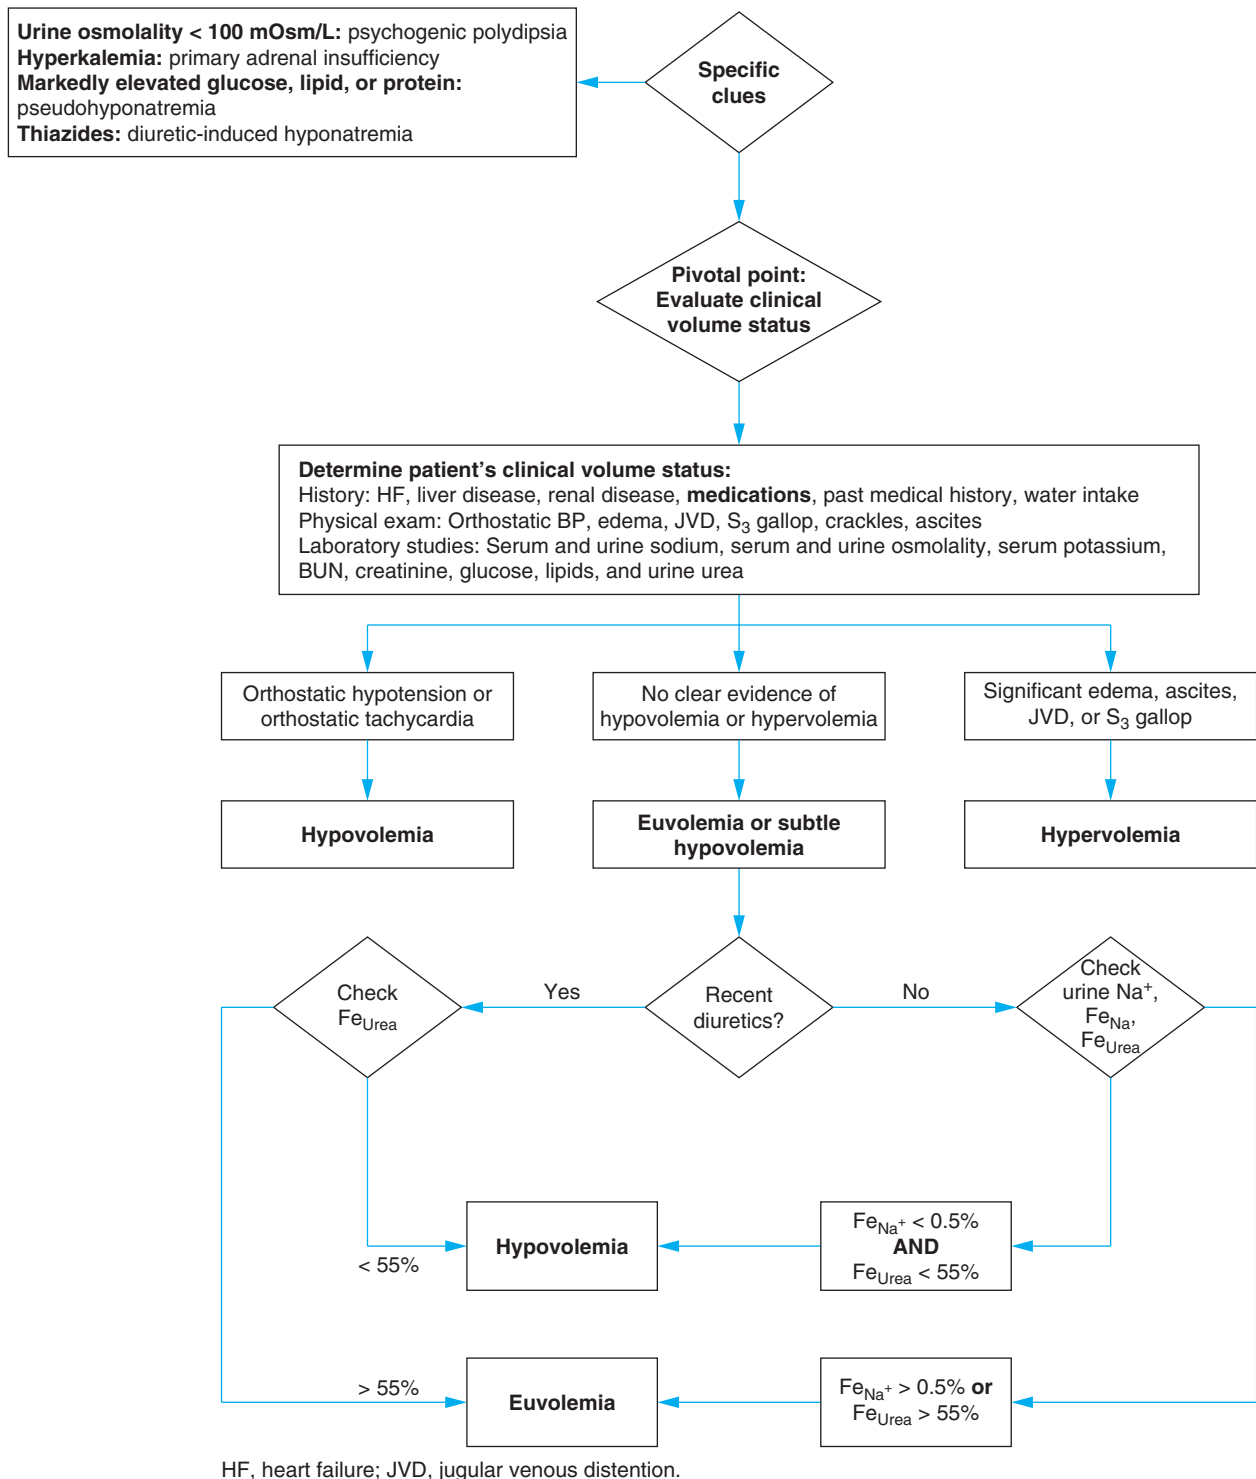 Urine osmolality < 100 mOsm/L: psychogenic polydipsia
Hyperkalemia: primary adrenal insufficiency
Markedly elevated glucose, lipid, or protein:
pseudohyponatremia
Thiazides: diuretic-induced hyponatremia
Specific
clues
Pivotal point:
Evaluate clinical
volume status
Determine patient’s clinical volume status:
History: HF, liver disease, renal disease, medications, past medical history, water intake
Physical exam: Orthostatic BP, edema, JVD, S₃ gallop, crackles, ascites
Laboratory studies: Serum and urine sodium, serum and urine osmolality, serum potassium,
BUN, creatinine, glucose, lipids, and urine urea
Orthostatic hypotension or
orthostatic tachycardia
No clear evidence of
hypovolemia or hypervolemia
Significant edema, ascites,
JVD, or S₃ gallop
Hypovolemia
Euvolemia or subtle
hypovolemia
Hypervolemia
Check
FeUrea
Yes
Recent
diuretics?
No
Check
urine Na⁺,
FeNa,
FeUrea
< 55%
Hypovolemia
FeNa⁺ < 0.5%
AND
FeUrea < 55%
> 55%
Euvolemia
FeNa⁺ > 0.5% or
FeUrea > 55%
HF, heart failure; JVD, jugular venous distention.